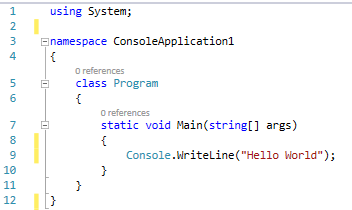 1 using System;
2
3 namespace ConsoleApplication1
4 {
0 references
5 class Program
6 {
0 references
7 static void Main(string[] args)
8 {
9 Console.WriteLine("Hello World");
10 }
11 }
12 }